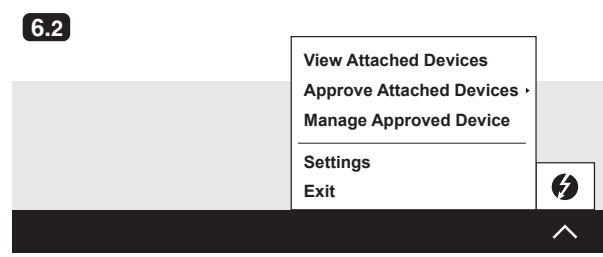 6.2
View Attached Devices
Approve Attached Devices
Manage Approved Device
Settings
Exit